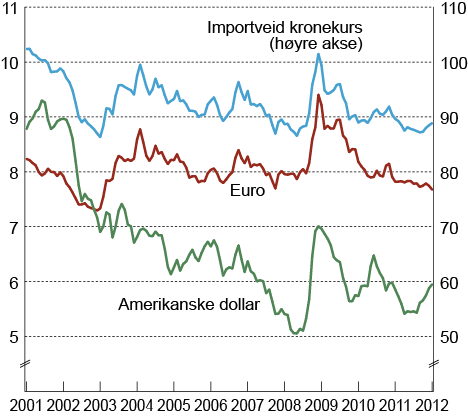 11 110
Importveid kronekurs
(høyre akse)
10 100
9 90
8 80
Euro
7 70
6 60
Amerikanske dollar
5 50
2001 2002 2003 2004 2005 2006 2007 2008 2009 2010 2011 2012